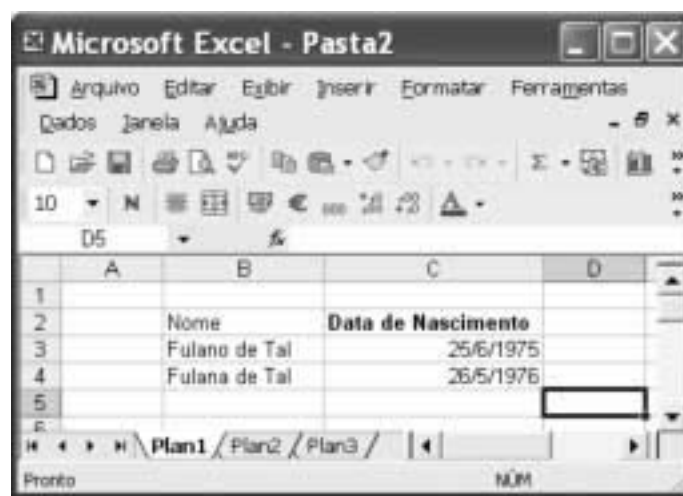 Microsoft Excel - Pasta2
Arquivo Editar Exibir Inserir Formatar Ferramentas
Dados Janela Ajuda
10 N
D5 fx
A B C D
1
2 Nome Data de Nascimento
3 Fulano de Tal 25/6/1975
4 Fulana de Tal 26/5/1976
5
6
Plan1 Plan2 Plan3
Pronto NÚM